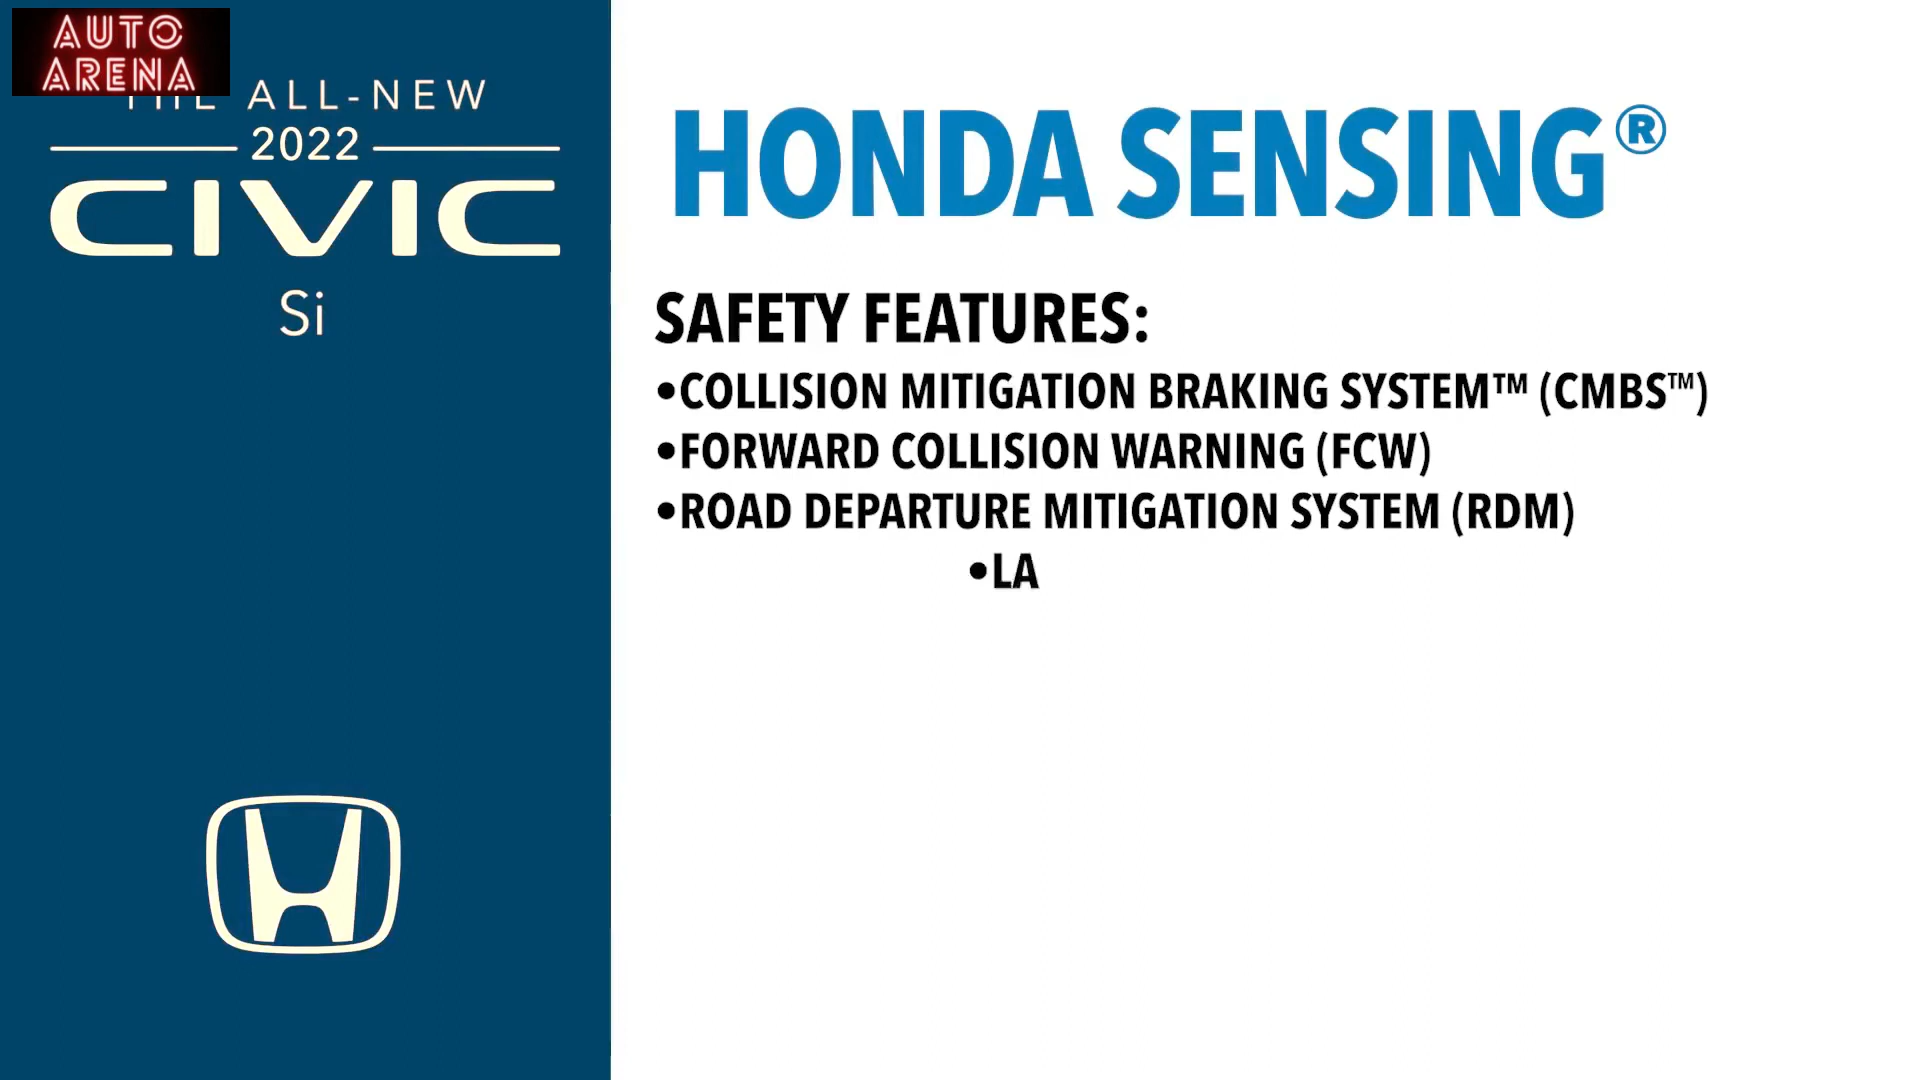 AUTO
ARENA
THE ALL-NEW
2022
CIVIC
Si
HONDA SENSING®
SAFETY FEATURES:
•COLLISION MITIGATION BRAKING SYSTEM™ (CMBS™)
•FORWARD COLLISION WARNING (FCW)
•ROAD DEPARTURE MITIGATION SYSTEM (RDM)
•LA